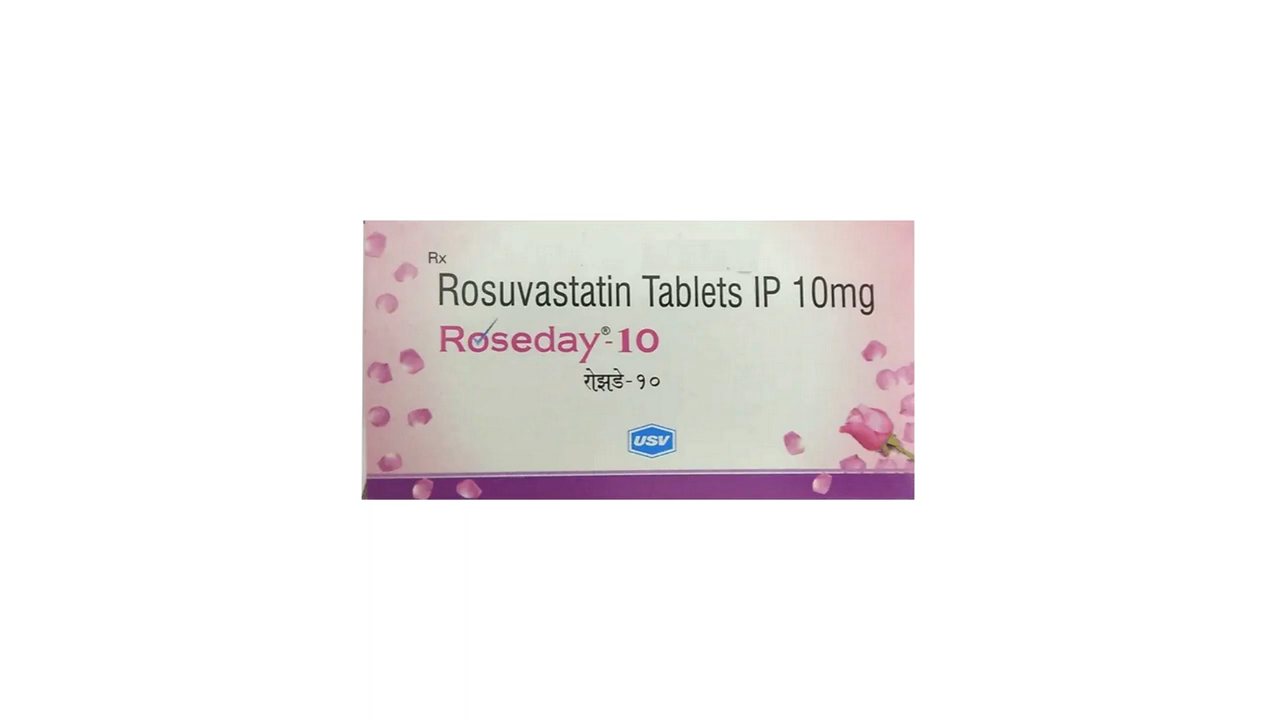 Rx
Rosuvastatin Tablets IP 10mg
Roseday®-10
रोझडे-१०
USV